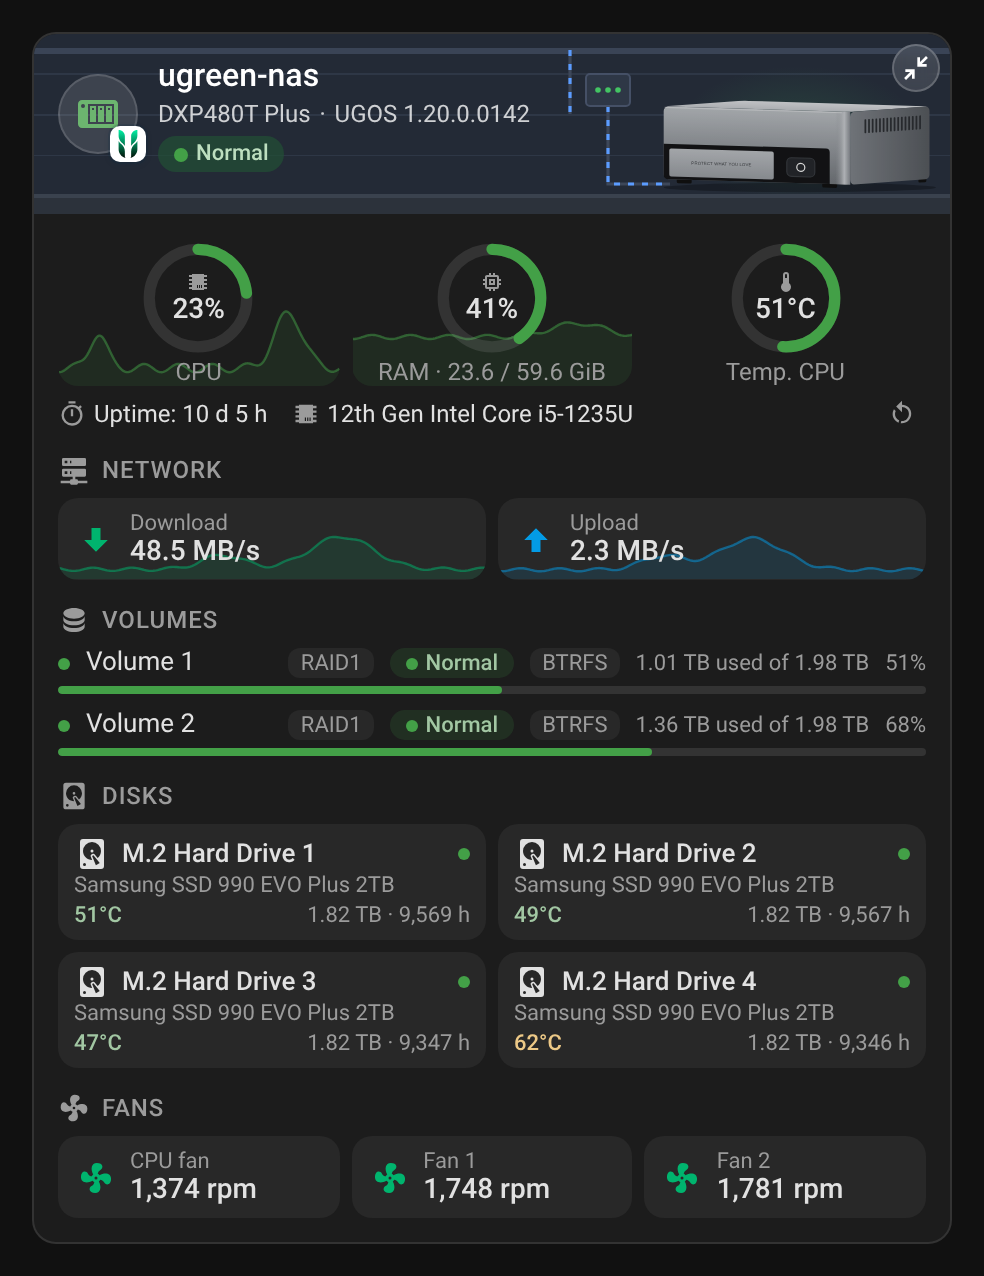 ugreen-nas
DXP480T Plus · UGOS 1.20.0.0142
Normal
PROTECT WHAT YOU LOVE
23%
CPU
41%
RAM · 23.6 / 59.6 GiB
51°C
Temp. CPU
Uptime: 10 d 5 h
12th Gen Intel Core i5-1235U
NETWORK
Download
48.5 MB/s
Upload
2.3 MB/s
VOLUMES
Volume 1 RAID1 Normal BTRFS 1.01 TB used of 1.98 TB 51%
Volume 2 RAID1 Normal BTRFS 1.36 TB used of 1.98 TB 68%
DISKS
M.2 Hard Drive 1
Samsung SSD 990 EVO Plus 2TB
51°C 1.82 TB · 9,569 h
M.2 Hard Drive 2
Samsung SSD 990 EVO Plus 2TB
49°C 1.82 TB · 9,567 h
M.2 Hard Drive 3
Samsung SSD 990 EVO Plus 2TB
47°C 1.82 TB · 9,347 h
M.2 Hard Drive 4
Samsung SSD 990 EVO Plus 2TB
62°C 1.82 TB · 9,346 h
FANS
CPU fan
1,374 rpm
Fan 1
1,748 rpm
Fan 2
1,781 rpm